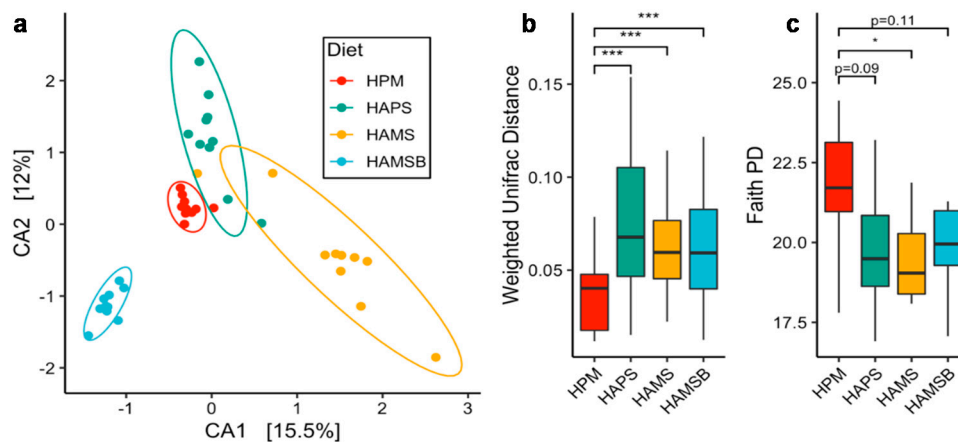 a
Diet
HPM
HAPS
HAMS
HAMSB
2
1
0
-1
-2
CA2 [12%]
-1
0
1
2
3
CA1 [15.5%]
b
***
***
***
0.15
0.10
0.05
Weighted Unifrac Distance
HPM
HAPS
HAMS
HAMSB
c
p=0.11
*
p=0.09
25.0
22.5
20.0
17.5
Faith PD
HPM
HAPS
HAMS
HAMSB